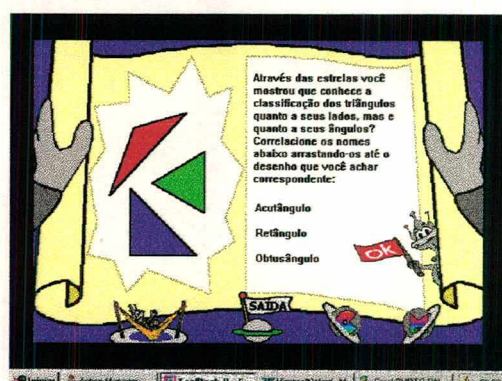 Através das estrelas você
mostrou que conhece a
classificação dos triângulos
quanto a seus lados, mas e
quanto a seus ângulos?
Correlacione os nomes
abaixo arrastando-os até o
desenho que você achar
correspondente:
Acutângulo
Retângulo
Obtusângulo
OK
SAÍDA